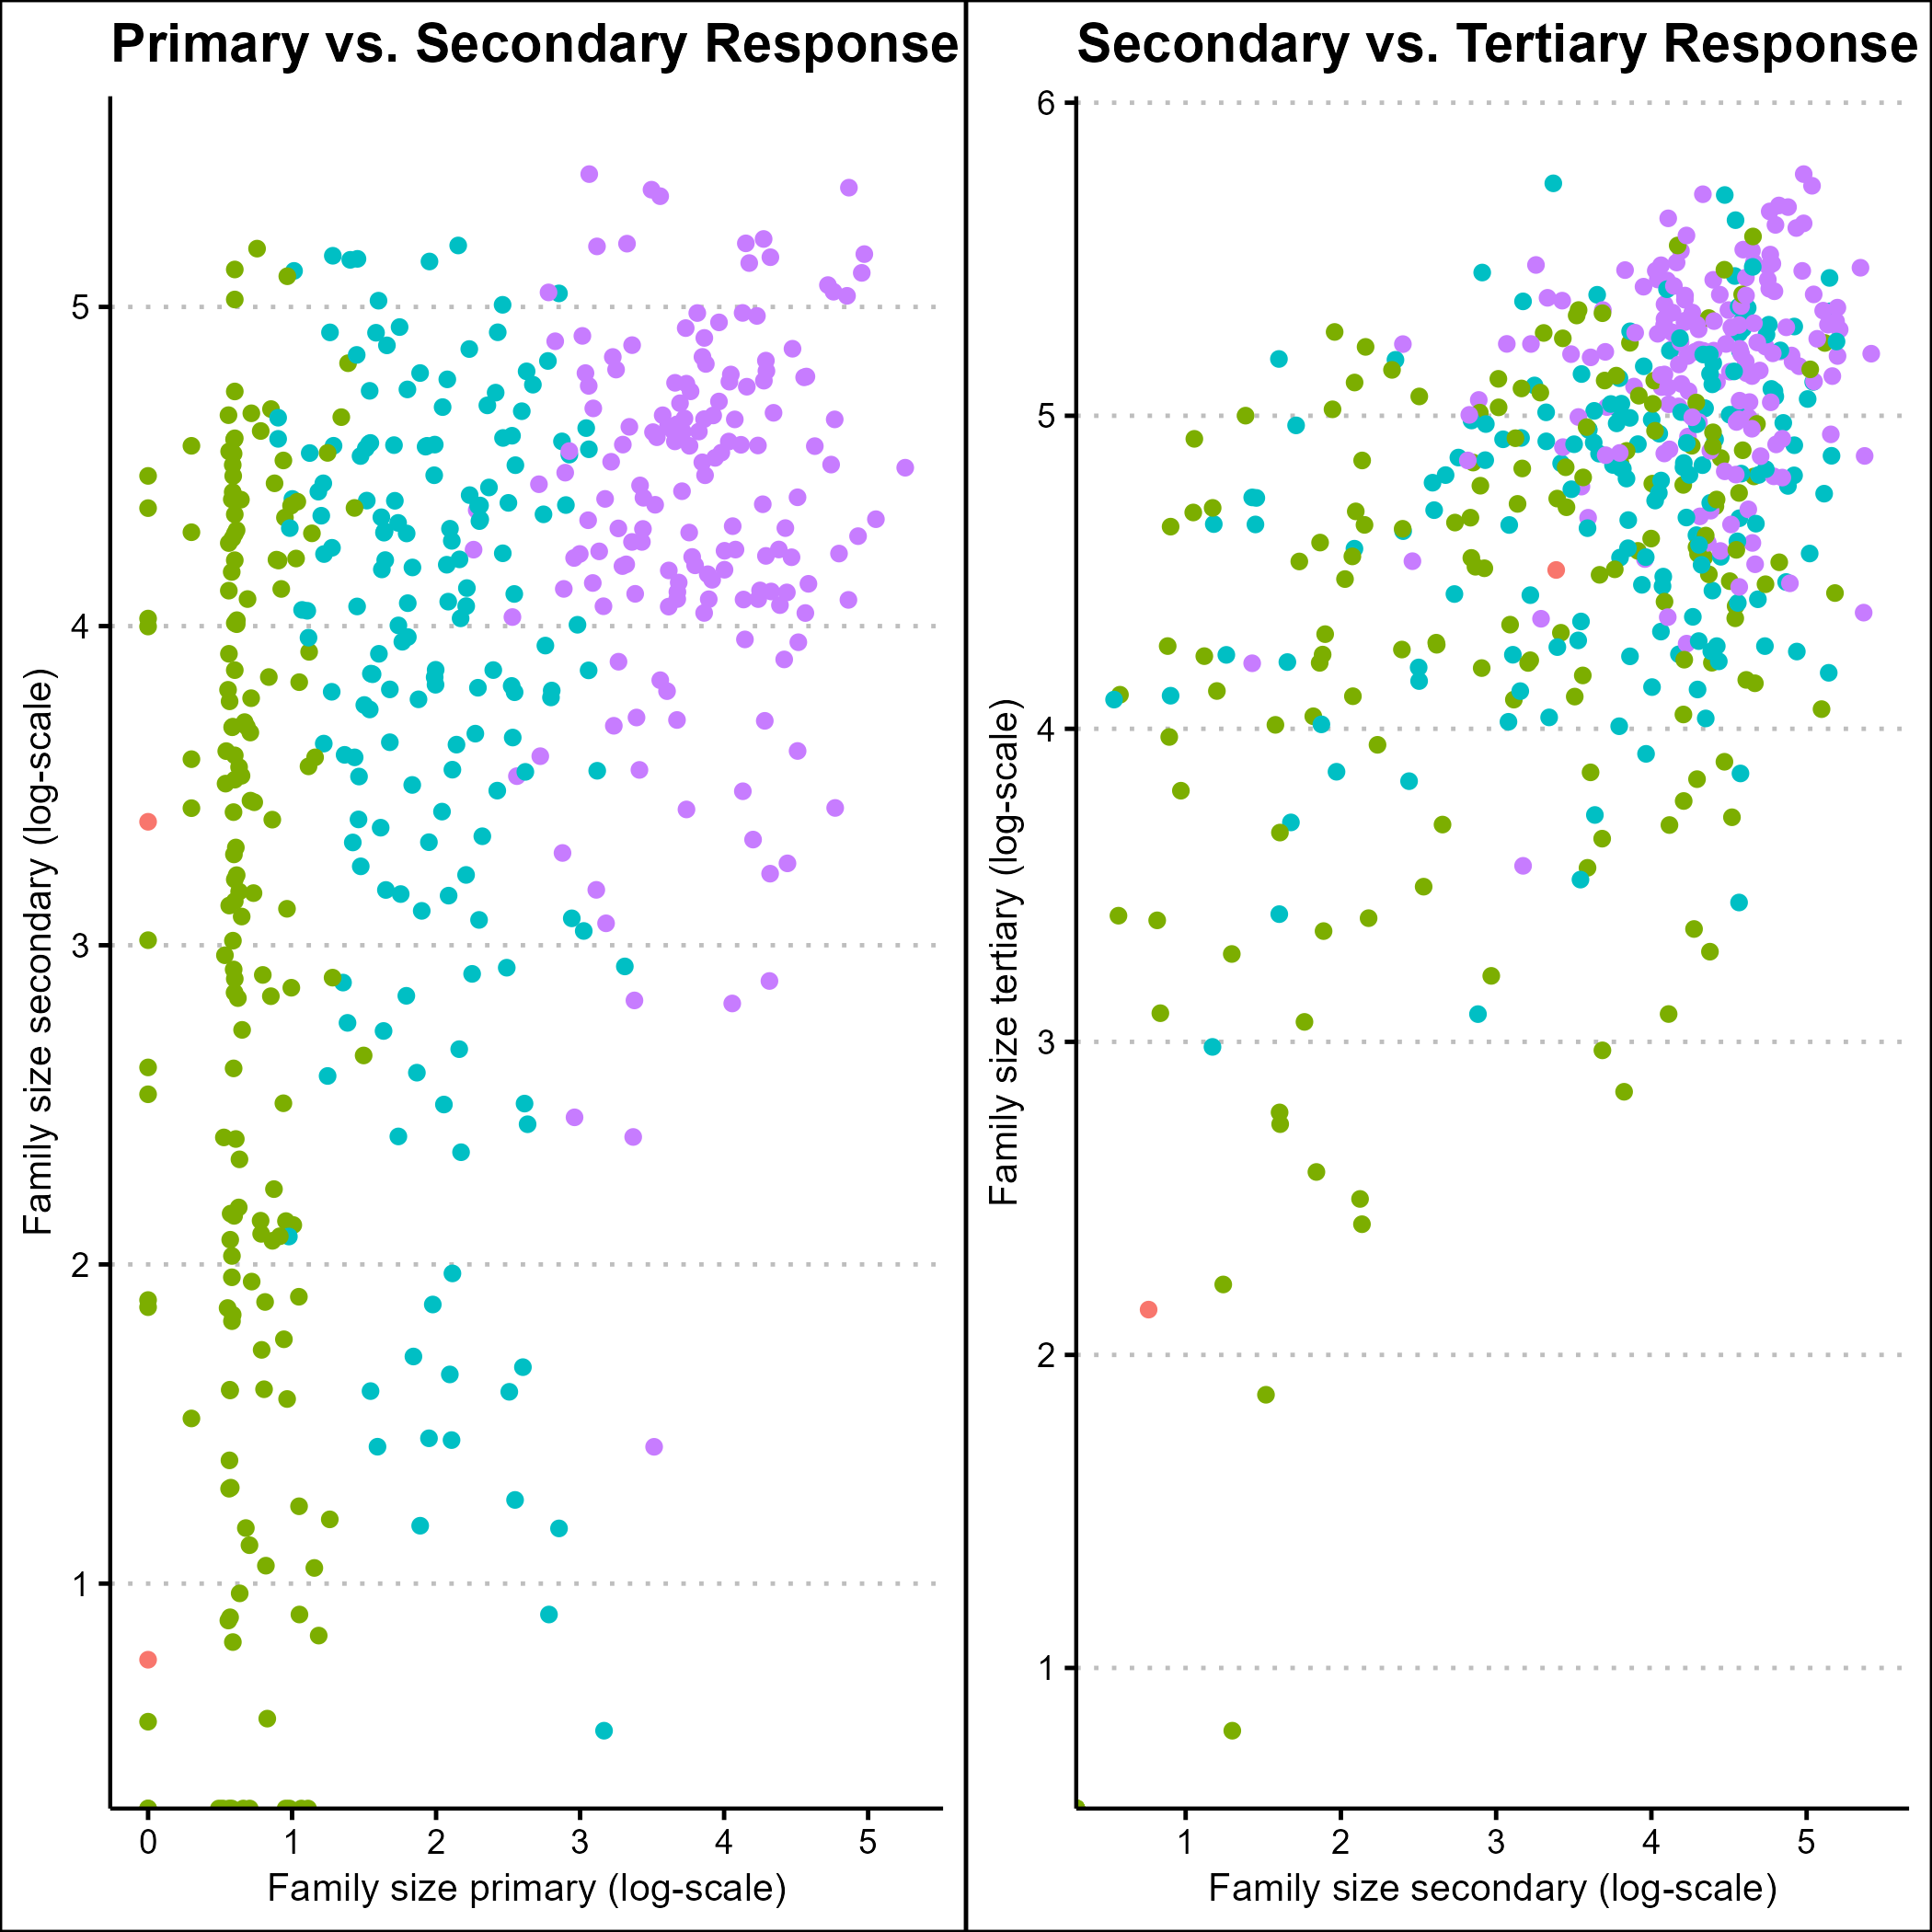 Primary vs. Secondary Response
Family size secondary (log-scale)
5
4
3
2
1
0 1 2 3 4 5
Family size primary (log-scale)
Secondary vs. Tertiary Response
Family size tertiary (log-scale)
6
5
4
3
2
1
1 2 3 4 5
Family size secondary (log-scale)